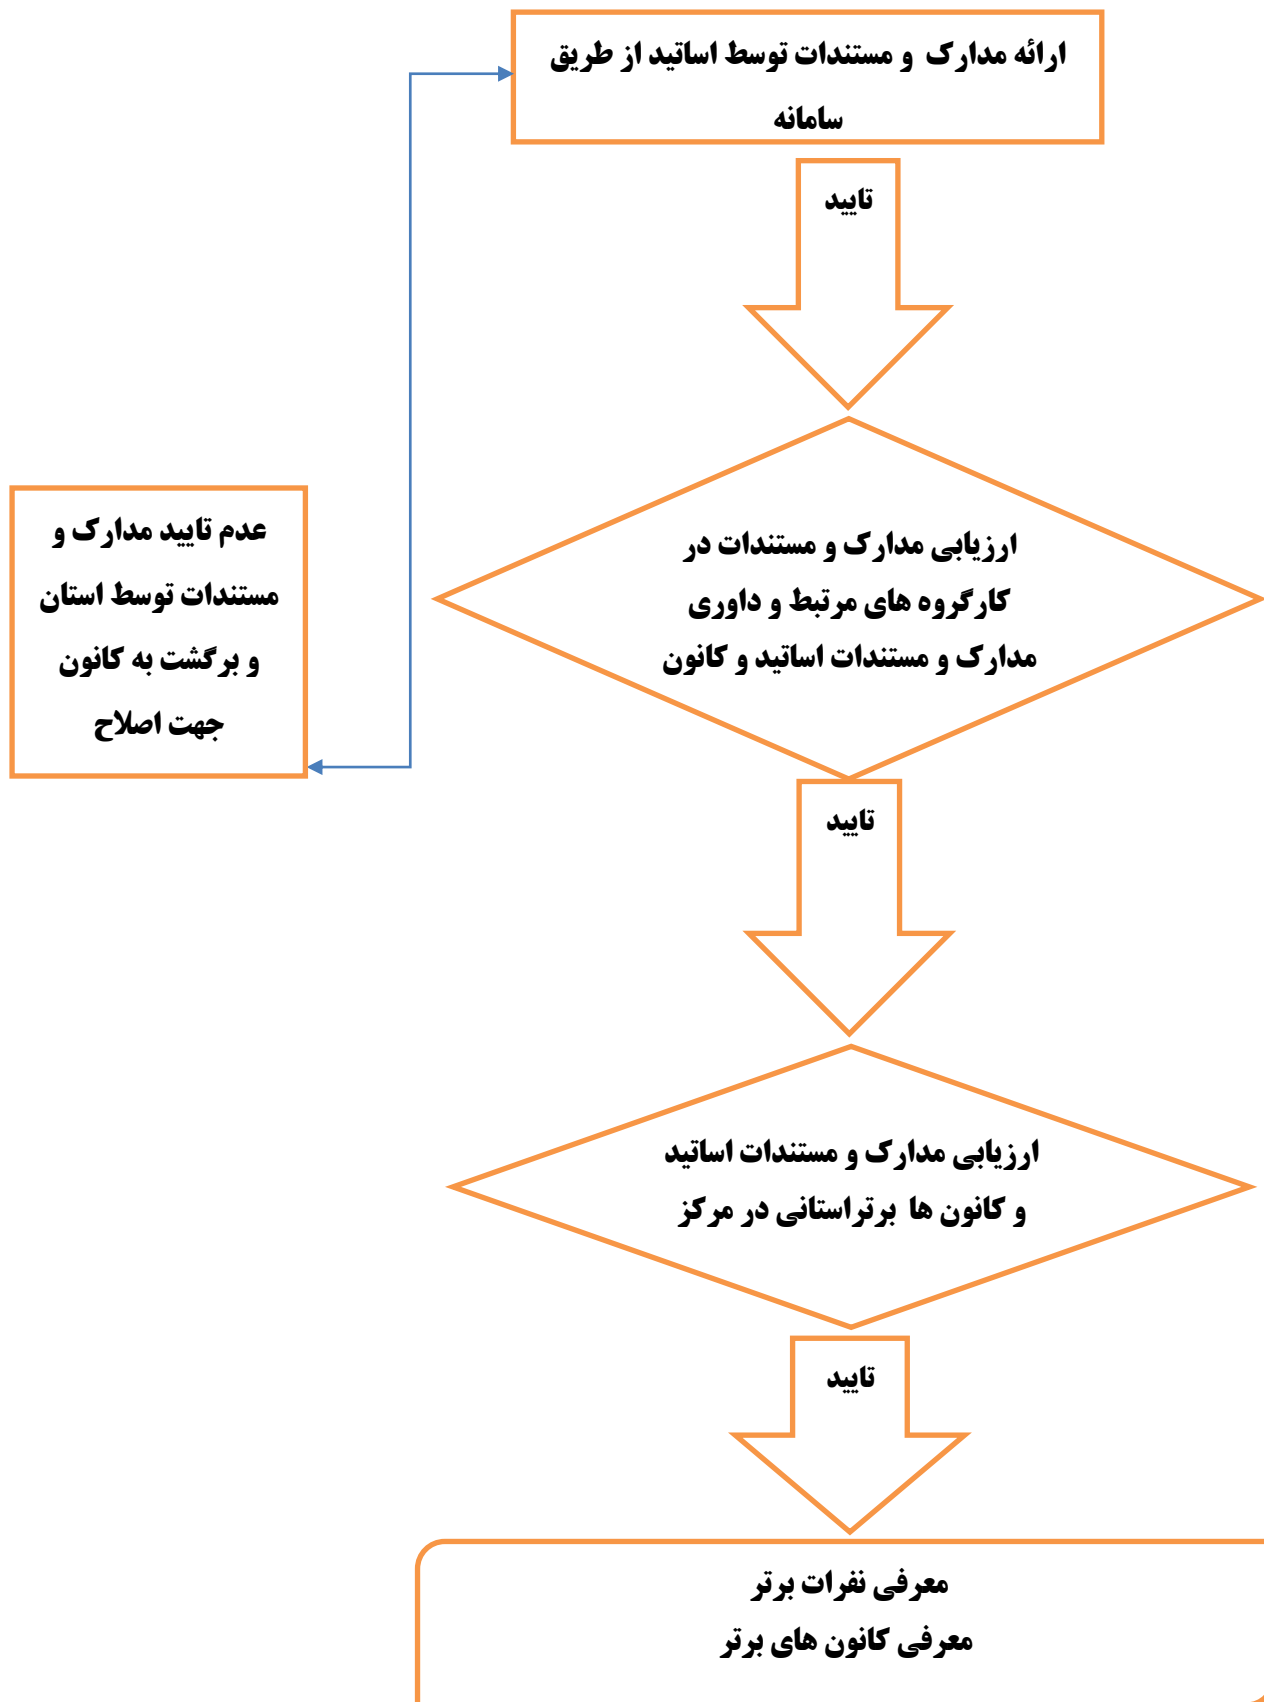 ارائه مدارک و مستندات توسط اساتید از طریق
سامانه
تایید
عدم تایید مدارک و
مستندات توسط استان
و برگشت به کانون
جهت اصلاح
ارزیابی مدارک و مستندات در
کارگروه های مرتبط و داوری
مدارک و مستندات اساتید و کانون
تایید
ارزیابی مدارک و مستندات اساتید
و کانون ها برتراستانی در مرکز
تایید
معرفی نفرات برتر
معرفی کانون های برتر